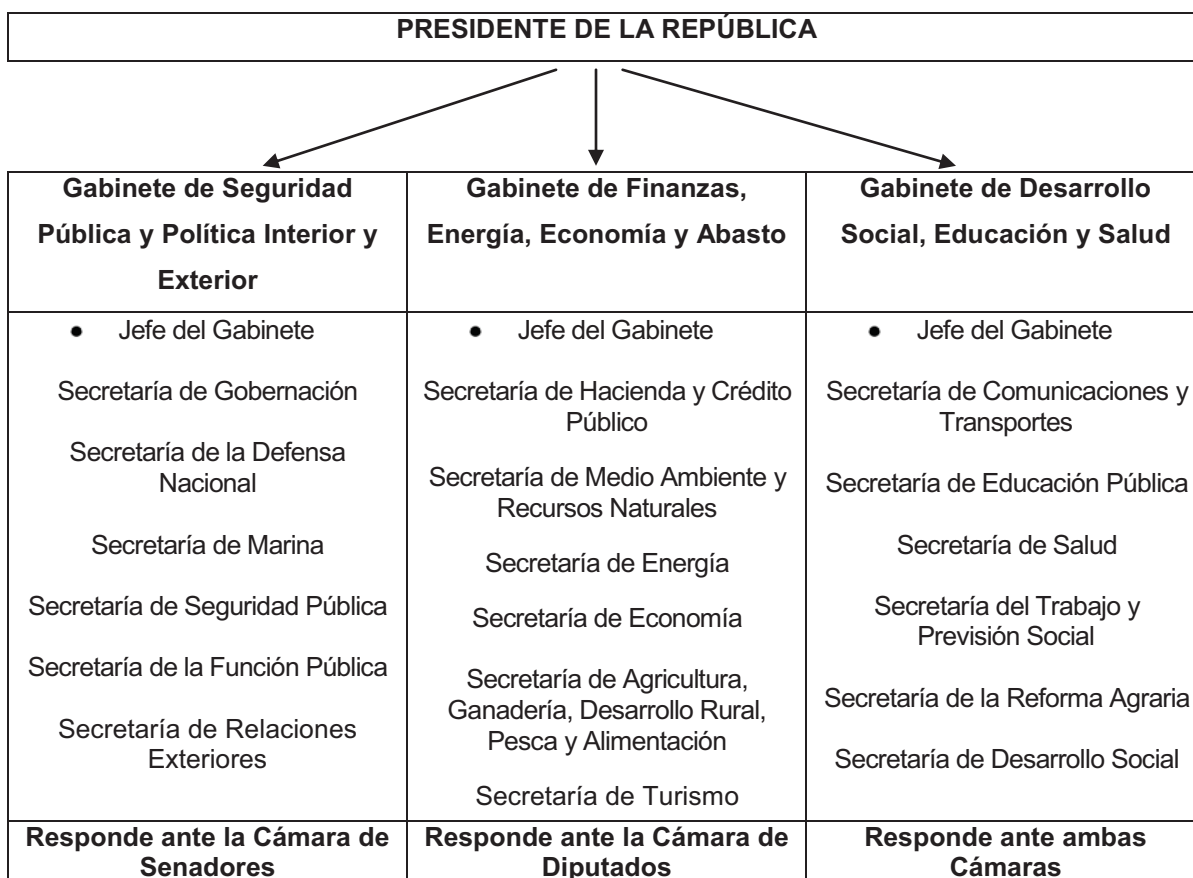 PRESIDENTE DE LA REPÚBLICA
Gabinete de Seguridad
Pública y Política Interior y
Exterior
Gabinete de Finanzas,
Energía, Economía y Abasto
Gabinete de Desarrollo
Social, Educación y Salud
• Jefe del Gabinete
Secretaría de Gobernación
Secretaría de la Defensa
Nacional
Secretaría de Marina
Secretaría de Seguridad Pública
Secretaría de la Función Pública
Secretaría de Relaciones
Exteriores
• Jefe del Gabinete
Secretaría de Hacienda y Crédito
Público
Secretaría de Medio Ambiente y
Recursos Naturales
Secretaría de Energía
Secretaría de Economía
Secretaría de Agricultura,
Ganadería, Desarrollo Rural,
Pesca y Alimentación
Secretaría de Turismo
• Jefe del Gabinete
Secretaría de Comunicaciones y
Transportes
Secretaría de Educación Pública
Secretaría de Salud
Secretaría del Trabajo y
Previsión Social
Secretaría de la Reforma Agraria
Secretaría de Desarrollo Social
Responde ante la Cámara de
Senadores
Responde ante la Cámara de
Diputados
Responde ante ambas
Cámaras